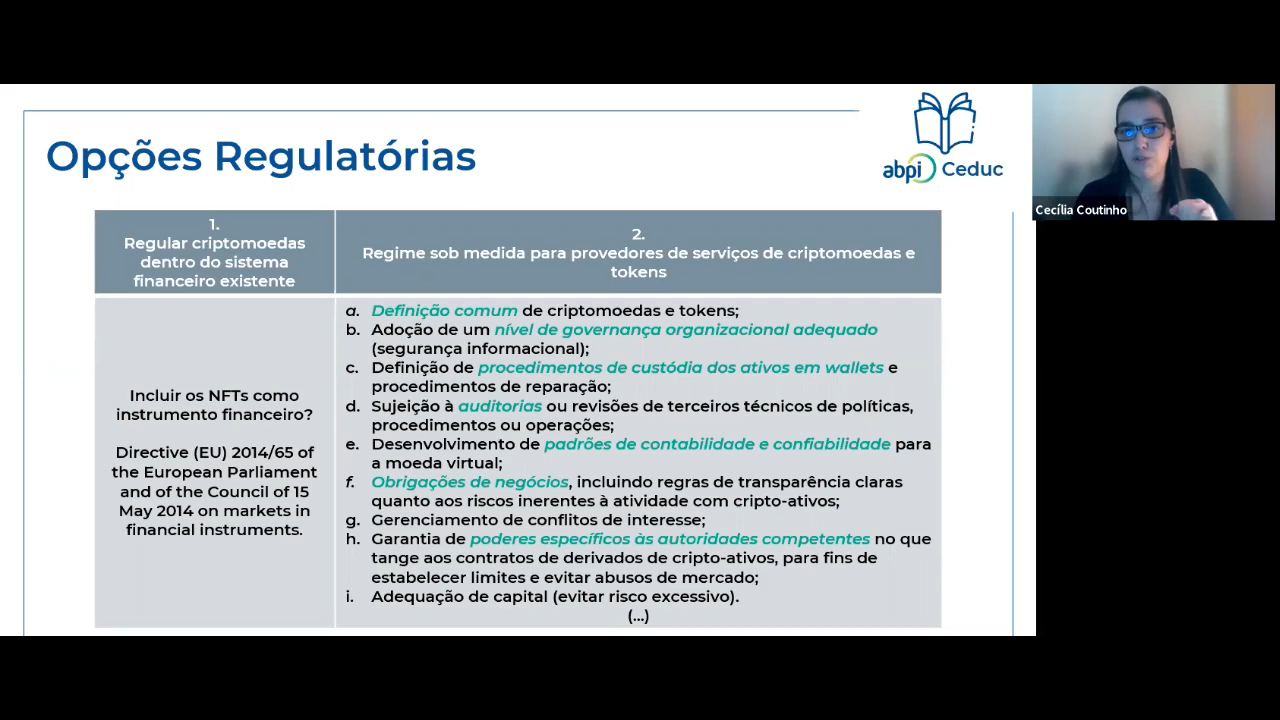 Opções Regulatórias
abpi Ceduc
Cecília Coutinho
1.
Regular criptomoedas
dentro do sistema
financeiro existente
2.
Regime sob medida para provedores de serviços de criptomoedas e
tokens
Incluir os NFTs como
instrumento financeiro?
Directive (EU) 2014/65 of
the European Parliament
and of the Council of 15
May 2014 on markets in
financial instruments.
a. Definição comum de criptomoedas e tokens;
b. Adoção de um nível de governança organizacional adequado
(segurança informacional);
c. Definição de procedimentos de custódia dos ativos em wallets e
procedimentos de reparação;
d. Sujeição à auditorias ou revisões de terceiros técnicos de políticas,
procedimentos ou operações;
e. Desenvolvimento de padrões de contabilidade e confiabilidade para
a moeda virtual;
f. Obrigações de negócios, incluindo regras de transparência claras
quanto aos riscos inerentes à atividade com cripto-ativos;
g. Gerenciamento de conflitos de interesse;
h. Garantia de poderes específicos às autoridades competentes no que
tange aos contratos de derivados de cripto-ativos, para fins de
estabelecer limites e evitar abusos de mercado;
i. Adequação de capital (evitar risco excessivo).
(...)